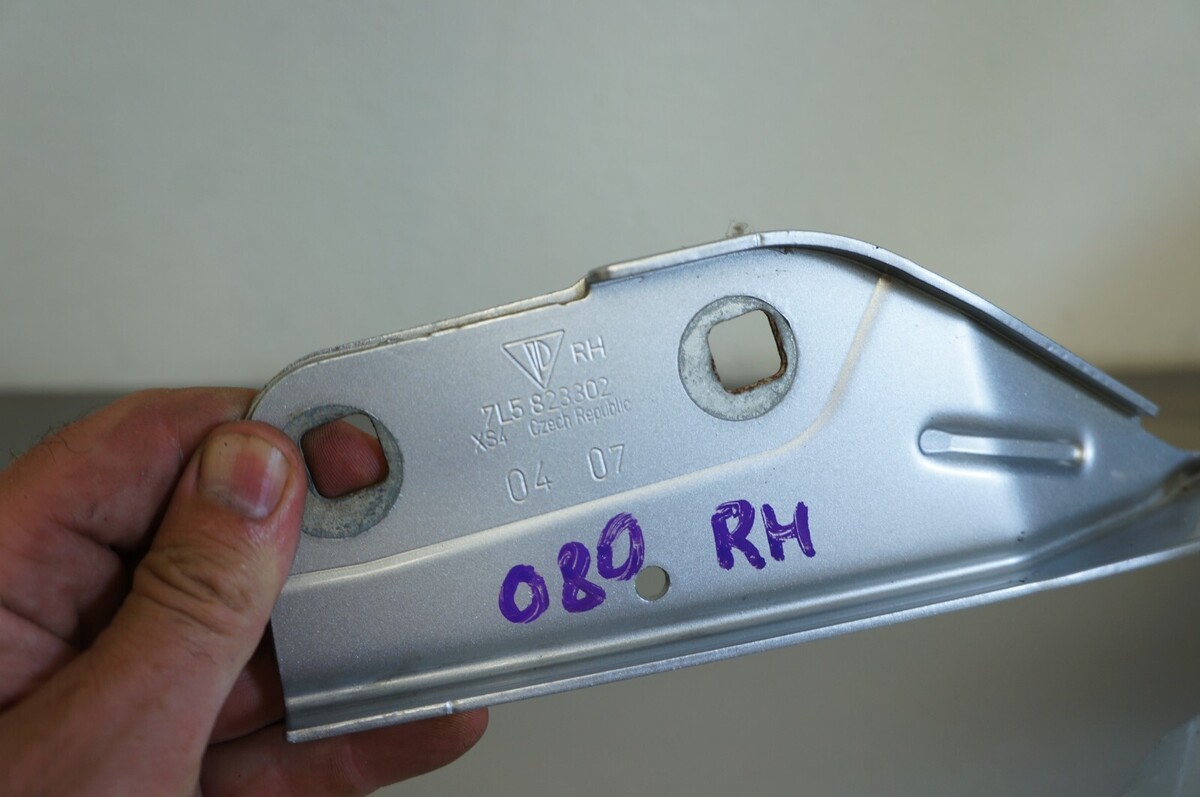 RH
7L5 823302
XS4 Czech Republic
04 07
080 RH